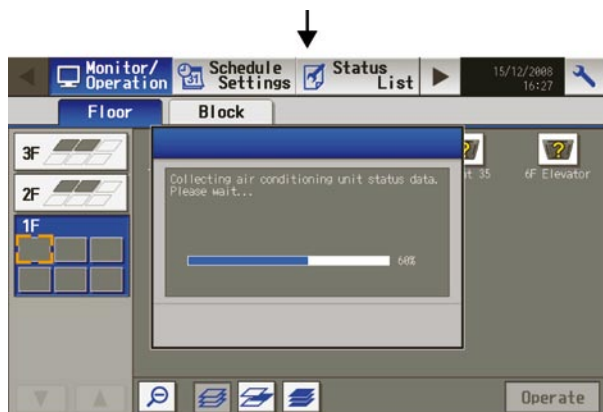 Monitor/
Operation
Schedule
Settings
Status
List
15/12/2008
16:27
Floor
Block
3F
2F
1F
Collecting air conditioning unit status data.
Please wait...
60%
35
6F Elevator
Operate